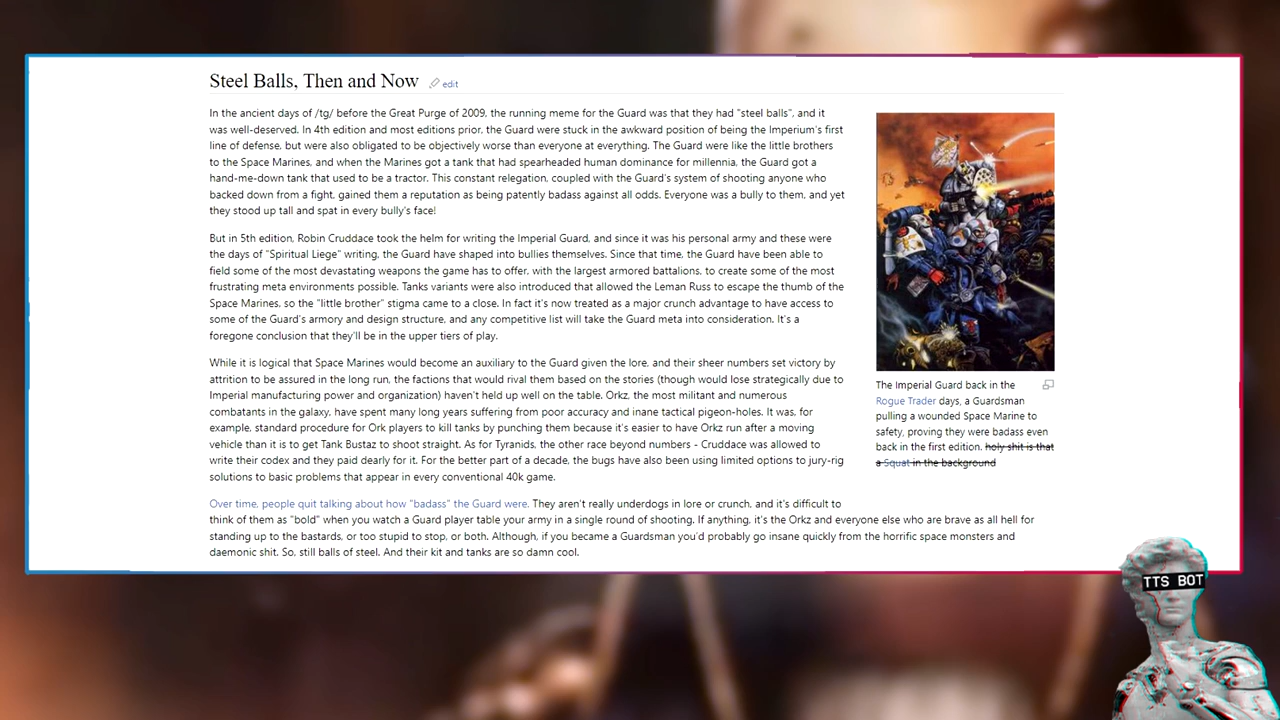 Steel Balls, Then and Now edit
In the ancient days of /tg/ before the Great Purge of 2009, the running meme for the Guard was that they had "steel balls", and it
was well-deserved. In 4th edition and most editions prior, the Guard were stuck in the awkward position of being the Imperium's first
line of defense, but were also obligated to be objectively worse than everyone at everything. The Guard were like the little brothers
to the Space Marines, and when the Marines got a tank that had spearheaded human dominance for millennia, the Guard got a
hand-me-down tank that used to be a tractor. This constant relegation, coupled with the Guard's system of shooting anyone who
backed down from a fight, gained them a reputation as being patently badass against all odds. Everyone was a bully to them, and yet
they stood up tall and spat in every bully's face!
But in 5th edition, Robin Cruddace took the helm for writing the Imperial Guard, and since it was his personal army and these were
the days of "Spiritual Liege" writing, the Guard have shaped into bullies themselves. Since that time, the Guard have been able to
field some of the most devastating weapons the game has to offer, with the largest armored battalions, to create some of the most
frustrating meta environments possible. Tanks variants were also introduced that allowed the Leman Russ to escape the thumb of the
Space Marines, so the "little brother" stigma came to a close. In fact it's now treated as a major crunch advantage to have access to
some of the Guard's armory and design structure, and any competitive list will take the Guard meta into consideration. It's a
foregone conclusion that they'll be in the upper tiers of play.
While it is logical that Space Marines would become an auxiliary to the Guard given the lore, and their sheer numbers set victory by
attrition to be assured in the long run, the factions that would rival them based on the stories (though would lose strategically due to
Imperial manufacturing power and organization) haven't held up well on the table. Orkz, the most militant and numerous
combatants in the galaxy, have spent many long years suffering from poor accuracy and inane tactical pigeon-holes. It was, for
example, standard procedure for Ork players to kill tanks by punching them because it's easier to have Orkz run after a moving
vehicle than it is to get Tank Bustaz to shoot straight. As for Tyranids, the other race beyond numbers - Cruddace was allowed to
write their codex and they paid dearly for it. For the better part of a decade, the bugs have also been using limited options to jury-rig
solutions to basic problems that appear in every conventional 40k game.
Over time, people quit talking about how "badass" the Guard were. They aren't really underdogs in lore or crunch, and it's difficult to
think of them as "bold" when you watch a Guard player table your army in a single round of shooting. If anything, it's the Orkz and everyone else who are brave as all hell for
standing up to the bastards, or too stupid to stop, or both. Although, if you became a Guardsman you'd probably go insane quickly from the horrific space monsters and
daemonic shit. So, still balls of steel. And their kit and tanks are so damn cool.
The Imperial Guard back in the
Rogue Trader days, a Guardsman
pulling a wounded Space Marine to
safety, proving they were badass even
back in the first edition. holy shit is that
a Squat in the background
TTS BOT